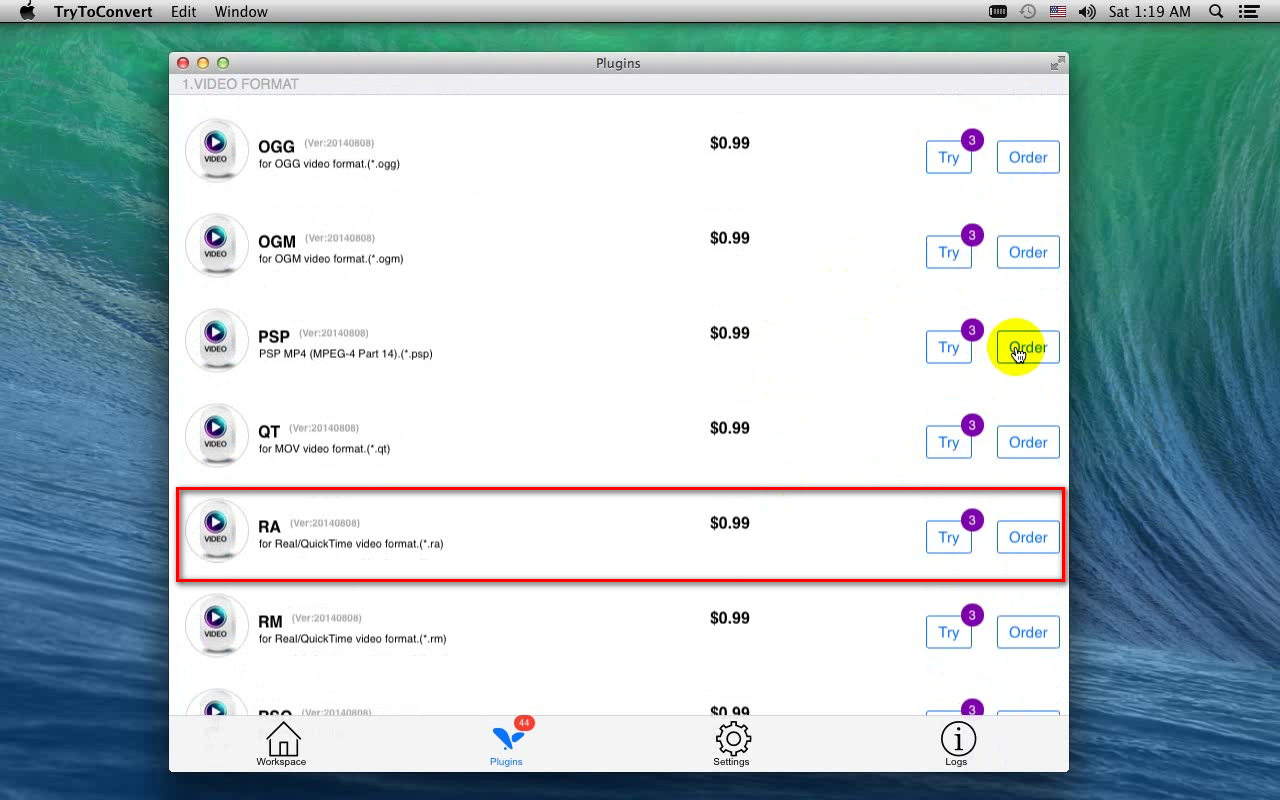 TryToConvert Edit Window Sat 1:19 AM
Plugins
1.VIDEO FORMAT
VIDEO OGG (Ver:20140808) $0.99 Try 3 Order
for OGG video format.(*.ogg)
VIDEO OGM (Ver:20140808) $0.99 Try 3 Order
for OGM video format.(*.ogm)
VIDEO PSP (Ver:20140808) $0.99 Try 3 Order
PSP MP4 (MPEG-4 Part 14).(*.psp)
VIDEO QT (Ver:20140808) $0.99 Try 3 Order
for MOV video format.(*.qt)
VIDEO RA (Ver:20140808) $0.99 Try 3 Order
for Real/QuickTime video format.(*.ra)
VIDEO RM (Ver:20140808) $0.99 Try 3 Order
for Real/QuickTime video format.(*.rm)
(Ver:20140808) $0.99 3
44
Workspace Plugins Settings Logs